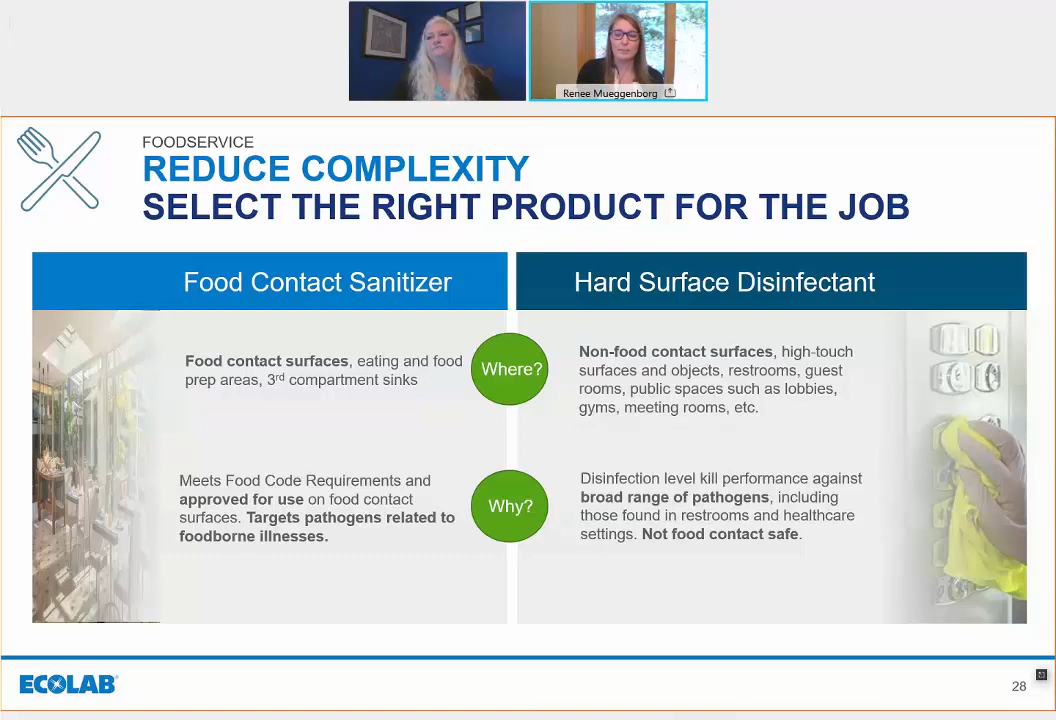 Renee Mueggenborg
FOODSERVICE
REDUCE COMPLEXITY
SELECT THE RIGHT PRODUCT FOR THE JOB
Food Contact Sanitizer
Food contact surfaces, eating and food
prep areas, 3rd compartment sinks
Meets Food Code Requirements and
approved for use on food contact
surfaces. Targets pathogens related to
foodborne illnesses.
Where?
Why?
Hard Surface Disinfectant
Non-food contact surfaces, high-touch
surfaces and objects, restrooms, guest
rooms, public spaces such as lobbies,
gyms, meeting rooms, etc.
Disinfection level kill performance against
broad range of pathogens, including
those found in restrooms and healthcare
settings. Not food contact safe.
ECOLAB
28